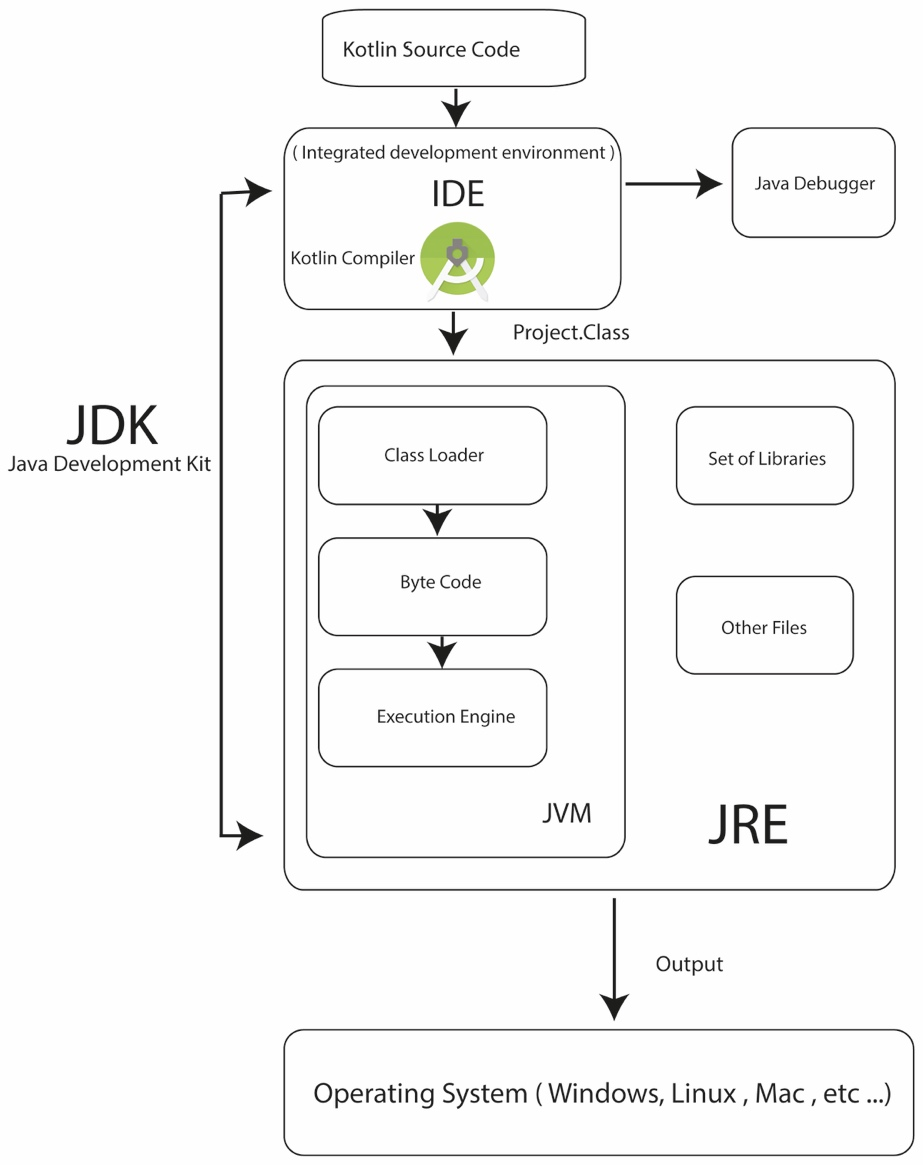 Kotlin Source Code
( Integrated development environment )
IDE
Kotlin Compiler
Java Debugger
Project.Class
JDK
Java Development Kit
Class Loader
Byte Code
Execution Engine
JVM
Set of Libraries
Other Files
JRE
Output
Operating System ( Windows, Linux , Mac , etc ...)